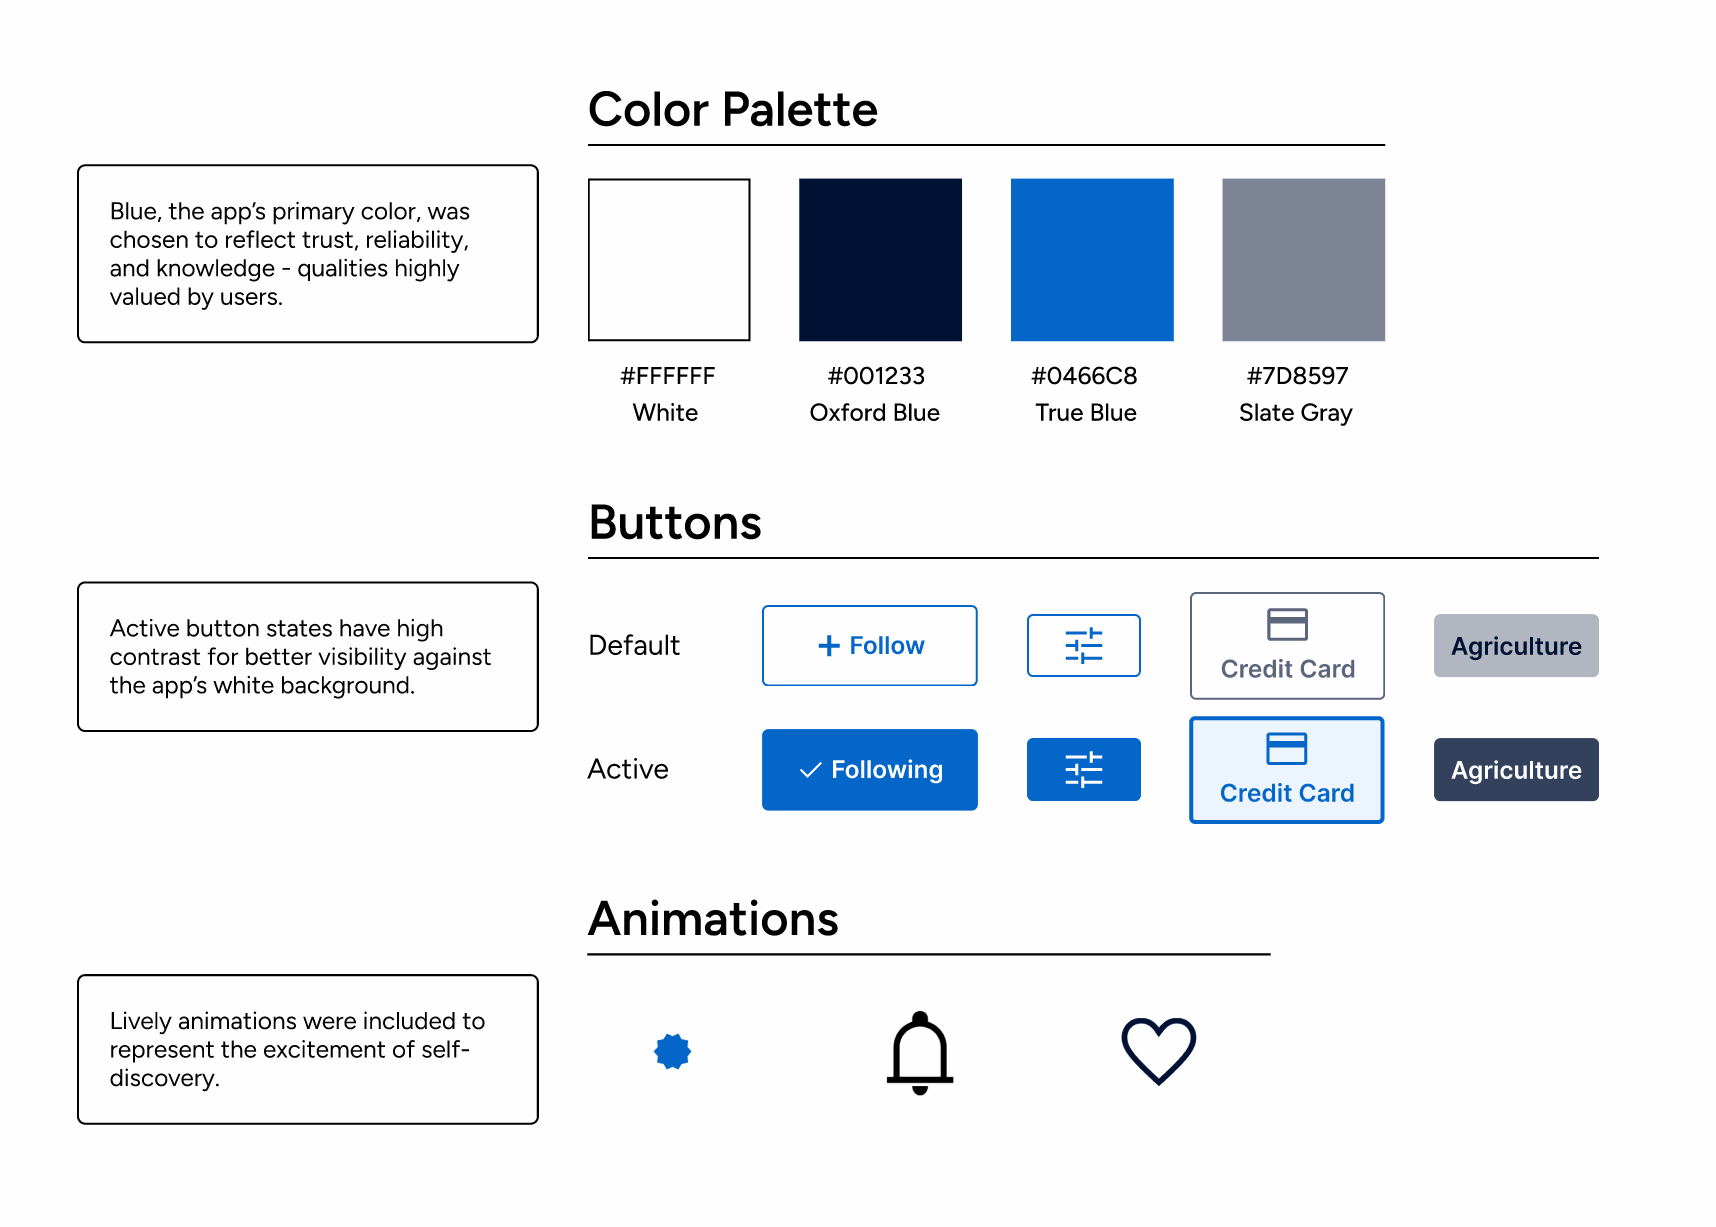 Color Palette
Blue, the app’s primary color, was
chosen to reflect trust, reliability,
and knowledge - qualities highly
valued by users.
#FFFFFF
White
#001233
Oxford Blue
#0466C8
True Blue
#7D8597
Slate Gray
Buttons
Active button states have high
contrast for better visibility against
the app’s white background.
Default
Follow
Credit Card
Agriculture
Active
Following
Credit Card
Agriculture
Animations
Lively animations were included to
represent the excitement of self-
discovery.